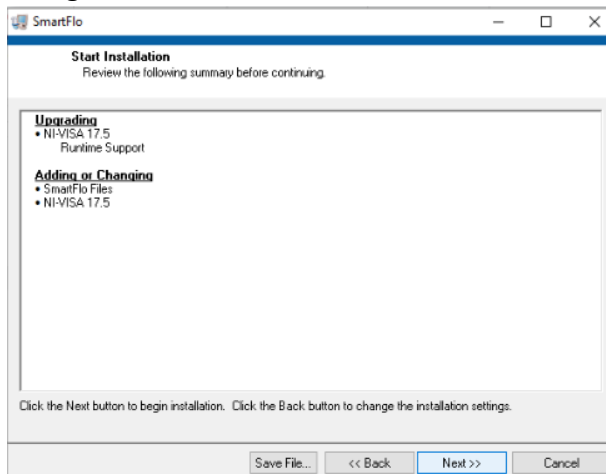 SmartFlo
Start Installation
Review the following summary before continuing.
Upgrading
• NI-VISA 17.5
Runtime Support
Adding or Changing
• SmartFlo Files
• NI-VISA 17.5
Click the Next button to begin installation. Click the Back button to change the installation settings.
Save File... << Back Next >> Cancel